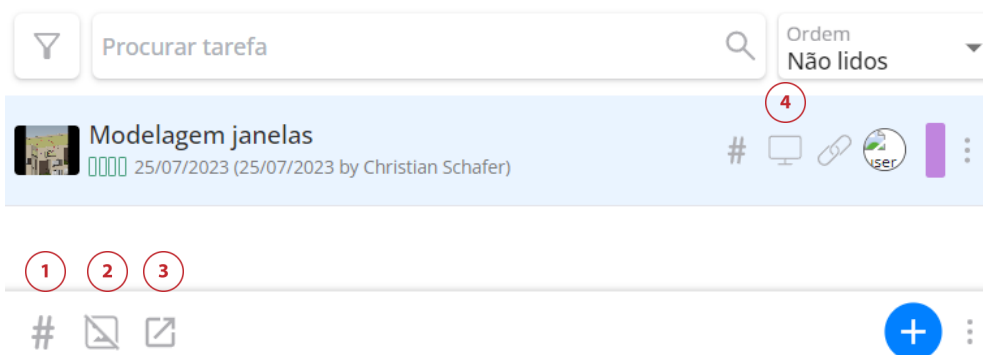 Procurar tarefa
Ordem
Não lidos
4
Modelagem janelas
25/07/2023 (25/07/2023 by Christian Schafer)
#
user
1
2
3
#
+